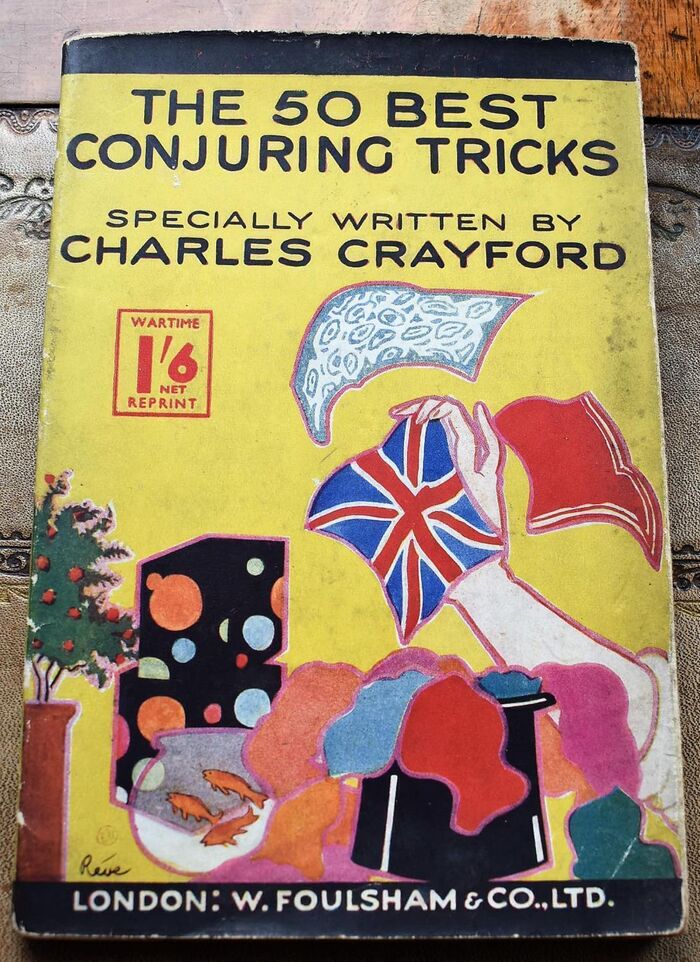 THE 50 BEST
CONJURING TRICKS
SPECIALLY WRITTEN BY
CHARLES CRAYFORD
WARTIME
1'/6
NET
REPRINT
Rêve
LONDON: W. FOULSHAM & CO., LTD.